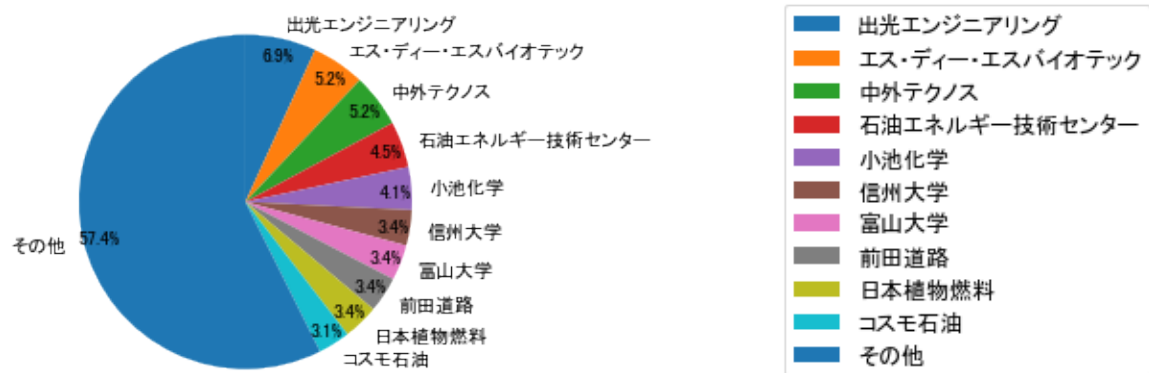 出光エンジニアリング
6.9%
エス・ディー・エスバイオテック
5.2%
中外テクノス
5.2%
石油エネルギー技術センター
4.5%
小池化学
4.1%
信州大学
3.4%
富山大学
3.4%
前田道路
3.4%
日本植物燃料
3.4%
コスモ石油
3.1%
その他
57.4%
出光エンジニアリング
エス・ディー・エスバイオテック
中外テクノス
石油エネルギー技術センター
小池化学
信州大学
富山大学
前田道路
日本植物燃料
コスモ石油
その他